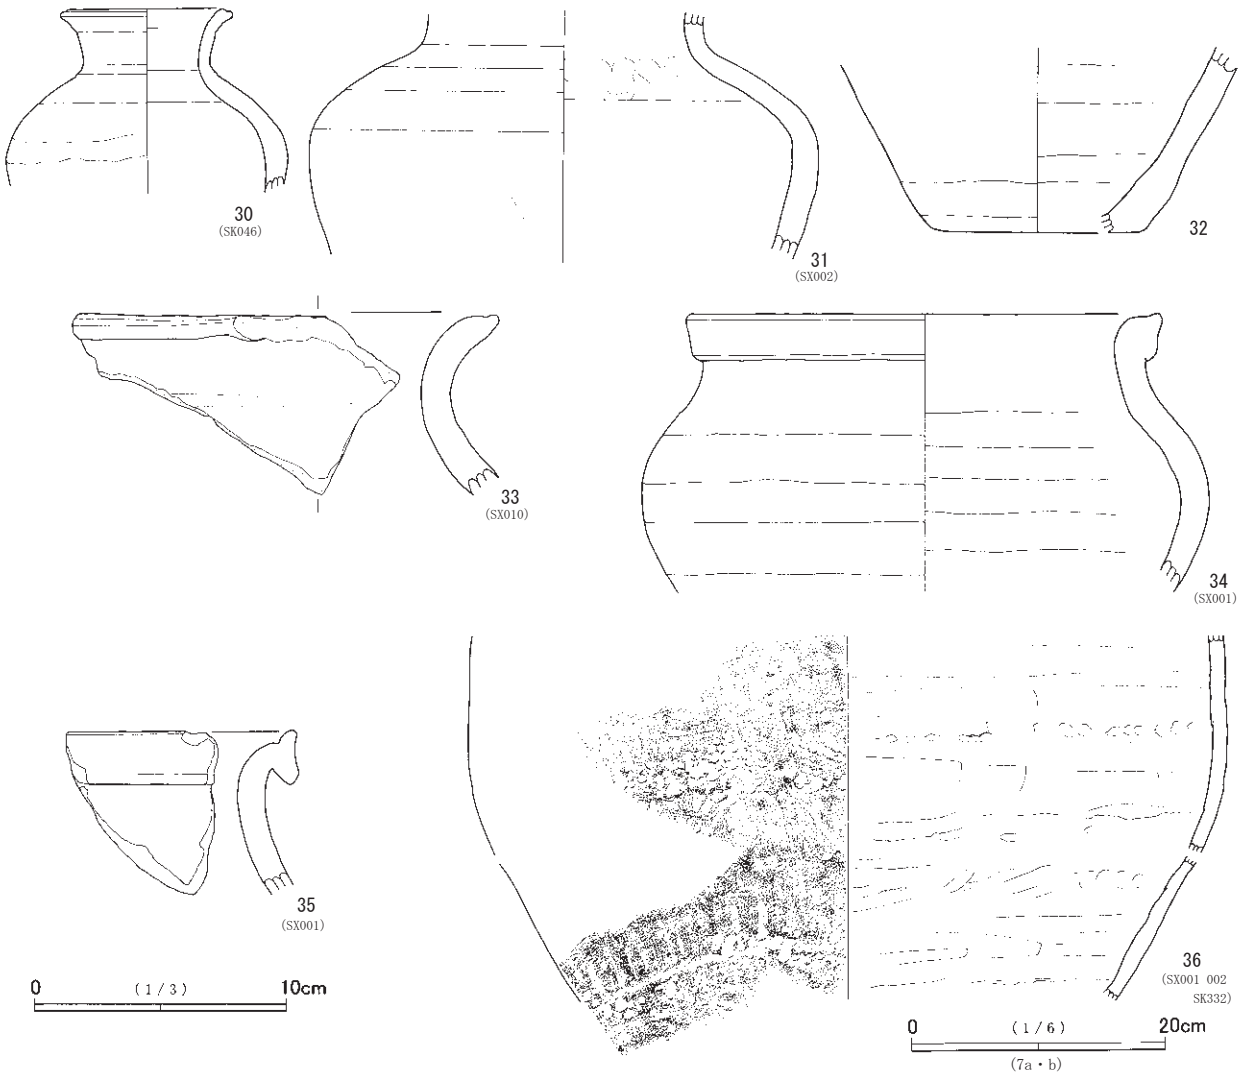 30
(SK046)
31
(SX002)
32
33
(SX010)
34
(SX001)
35
(SX001)
36
(SX001 002
SK332)
0 (1/3) 10cm
0 (1/6) 20cm
(7a・b)